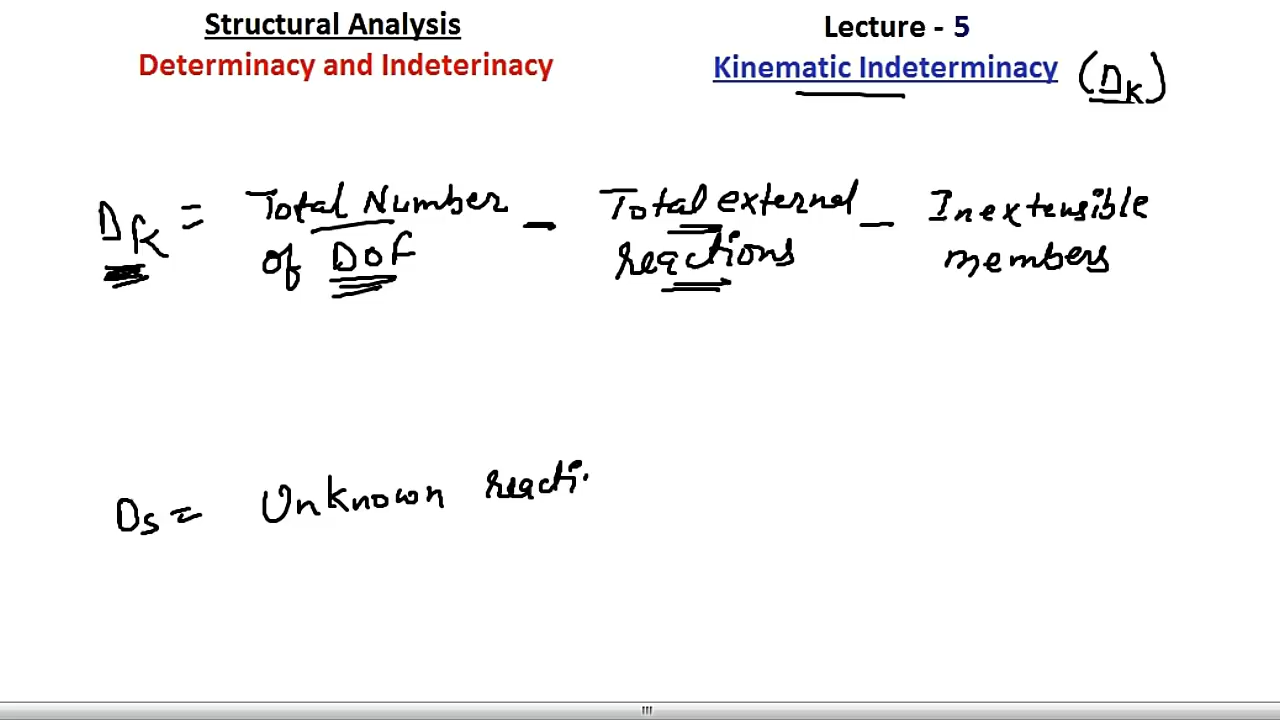 Structural Analysis
Lecture - 5
Determinacy and Indeterinacy
Kinematic Indeterminacy (Dk)
Dk = Total Number of DOF - Total external reactions - Inextensible members
Ds = Unknown reacti